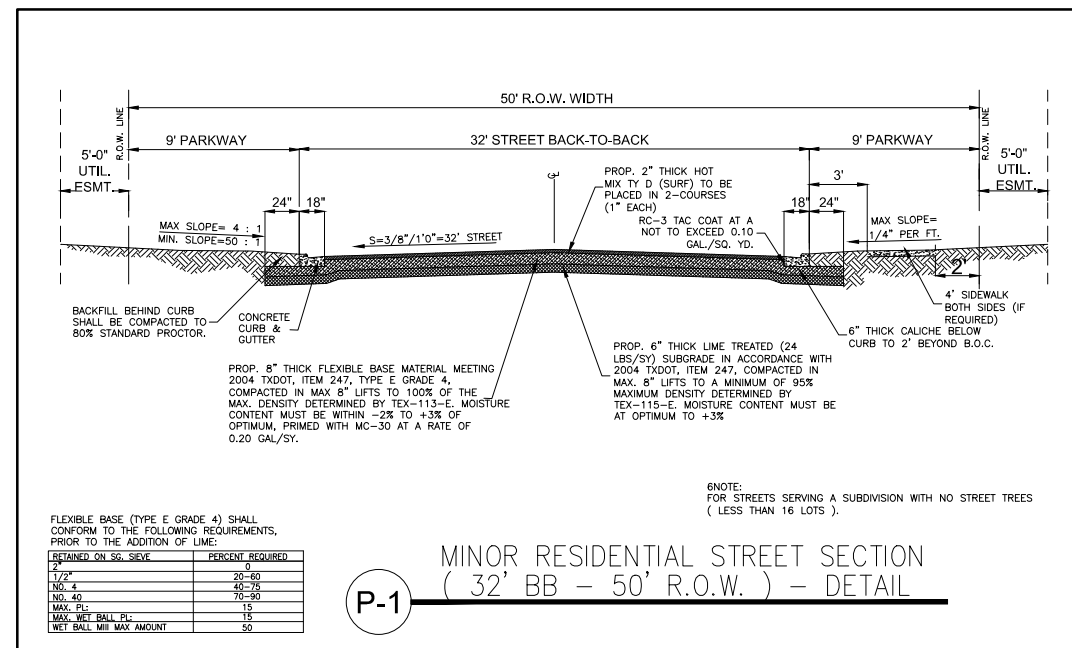 50' R.O.W. WIDTH
R.O.W. LINE
R.O.W. LINE
9' PARKWAY
32' STREET BACK-TO-BACK
9' PARKWAY
5'-0"
UTIL.
ESMT.
5'-0"
UTIL.
ESMT.
24"
18"
18"
24"
3'
PROP. 2" THICK HOT
MIX TY D (SURF) TO BE
PLACED IN 2-COURSES
(1" EACH)
RC-3 TAC COAT AT A
NOT TO EXCEED 0.10
GAL./SQ. YD.
MAX SLOPE= 4 : 1
MIN. SLOPE=50 : 1
S=3/8"/1'0"=32' STREET
MAX SLOPE=
1/4" PER FT.
2'
BACKFILL BEHIND CURB
SHALL BE COMPACTED TO
80% STANDARD PROCTOR.
CONCRETE
CURB &
GUTTER
4' SIDEWALK
BOTH SIDES (IF
REQUIRED)
6" THICK CALICHE BELOW
CURB TO 2' BEYOND B.O.C.
PROP. 8" THICK FLEXIBLE BASE MATERIAL MEETING
2004 TXDOT, ITEM 247, TYPE E GRADE 4,
COMPACTED IN MAX 8" LIFTS TO 100% OF THE
MAX. DENSITY DETERMINED BY TEX-113-E. MOISTURE
CONTENT MUST BE WITHIN -2% TO +3% OF
OPTIMUM, PRIMED WITH MC-30 AT A RATE OF
0.20 GAL/SY.
PROP. 6" THICK LIME TREATED (24
LBS/SY) SUBGRADE IN ACCORDANCE WITH
2004 TXDOT, ITEM 247, COMPACTED IN
MAX. 8" LIFTS TO A MINIMUM OF 95%
MAXIMUM DENSITY DETERMINED BY
TEX-115-E. MOISTURE CONTENT MUST BE
AT OPTIMUM TO +3%
6NOTE:
FOR STREETS SERVING A SUBDIVISION WITH NO STREET TREES
( LESS THAN 16 LOTS ).
FLEXIBLE BASE (TYPE E GRADE 4) SHALL
CONFORM TO THE FOLLOWING REQUIREMENTS,
PRIOR TO THE ADDITION OF LIME:
RETAINED ON SG. SIEVE PERCENT REQUIRED
2" 0
1/2" 20-60
NO. 4 40-75
NO. 40 70-90
MAX. PL: 15
MAX. WET BALL PL: 15
WET BALL MIll MAX AMOUNT 50
P-1
MINOR RESIDENTIAL STREET SECTION
( 32' BB - 50' R.O.W. ) - DETAIL